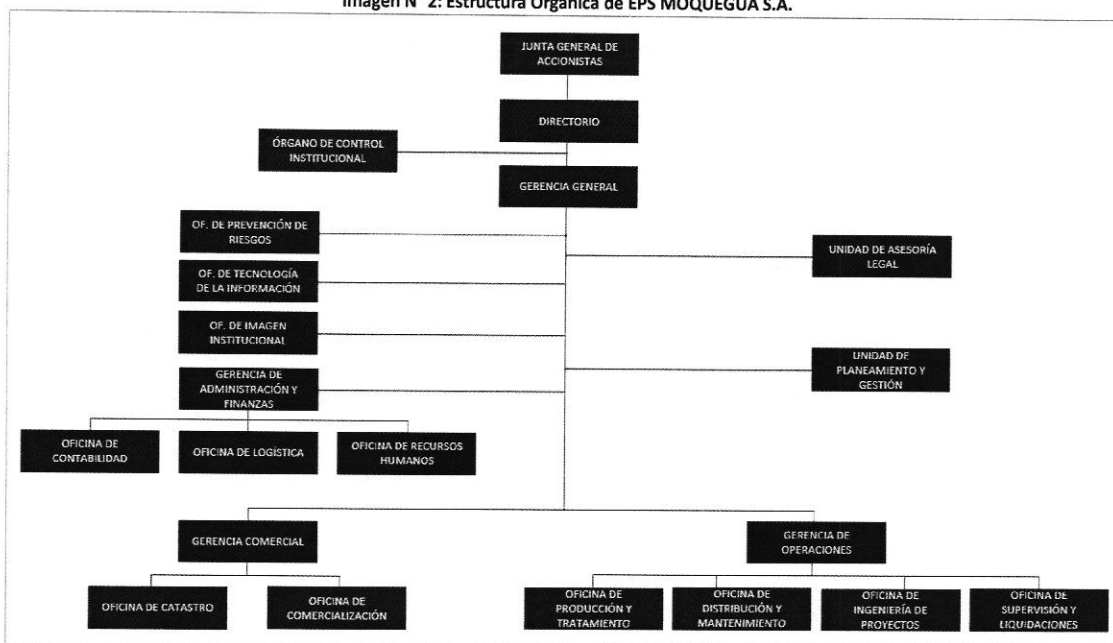 Imagen N° 2: Estructura Orgánica de EPS MOQUEGUA S.A.
JUNTA GENERAL DE
ACCIONISTAS
DIRECTORIO
ÓRGANO DE CONTROL
INSTITUCIONAL
GERENCIA GENERAL
OF. DE PREVENCIÓN DE
RIESGOS
UNIDAD DE ASESORÍA
LEGAL
OF. DE TECNOLOGÍA
DE LA INFORMACIÓN
OF. DE IMAGEN
INSTITUCIONAL
UNIDAD DE
PLANEAMIENTO Y
GESTIÓN
GERENCIA DE
ADMINISTRACIÓN Y
FINANZAS
OFICINA DE
CONTABILIDAD
OFICINA DE LOGÍSTICA
OFICINA DE RECURSOS
HUMANOS
GERENCIA COMERCIAL
GERENCIA DE
OPERACIONES
OFICINA DE CATASTRO
OFICINA DE
COMERCIALIZACIÓN
OFICINA DE
PRODUCCIÓN Y
TRATAMIENTO
OFICINA DE
DISTRIBUCIÓN Y
MANTENIMIENTO
OFICINA DE
INGENIERÍA DE
PROYECTOS
OFICINA DE
SUPERVISIÓN Y
LIQUIDACIONES